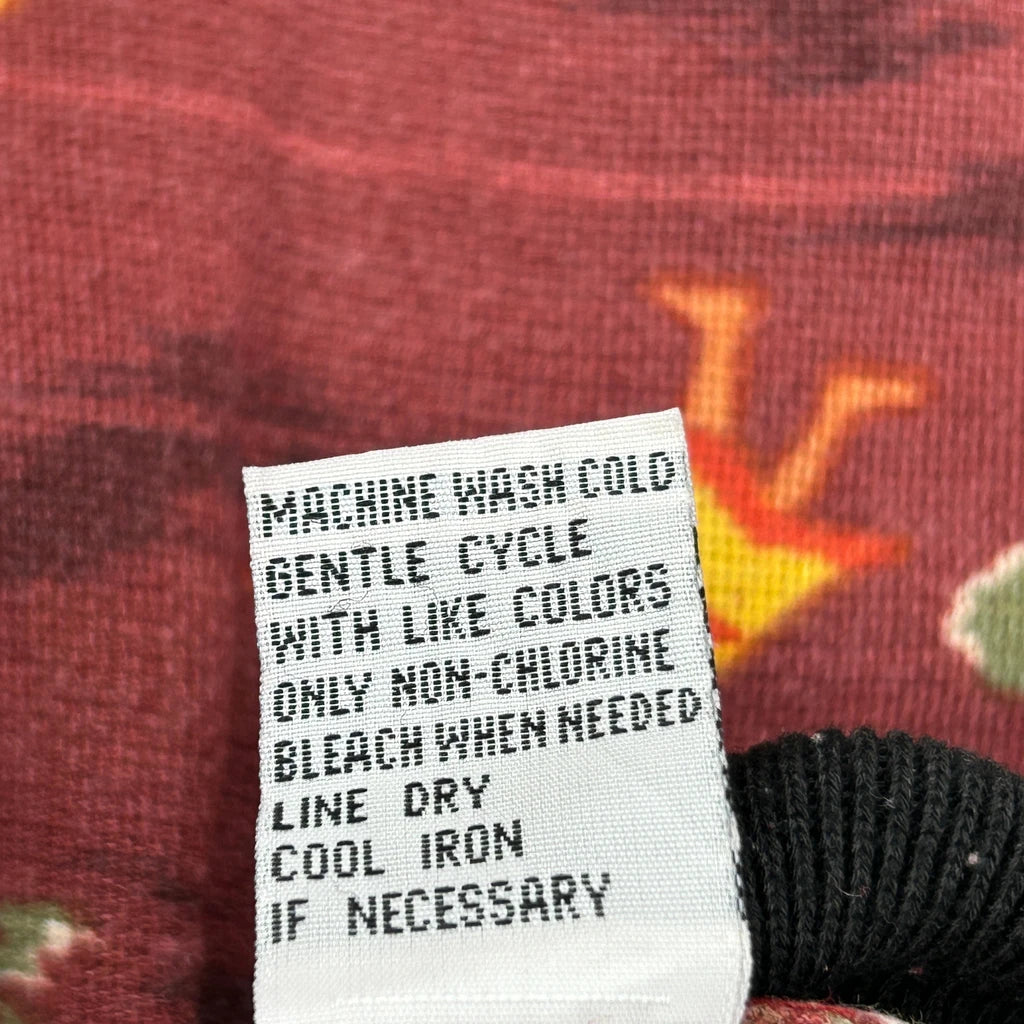 MACHINE WASH COLD
GENTLE CYCLE
WITH LIKE COLORS
ONLY NON-CHLORINE
BLEACH WHEN NEEDED
LINE DRY
COOL IRON
IF NECESSARY